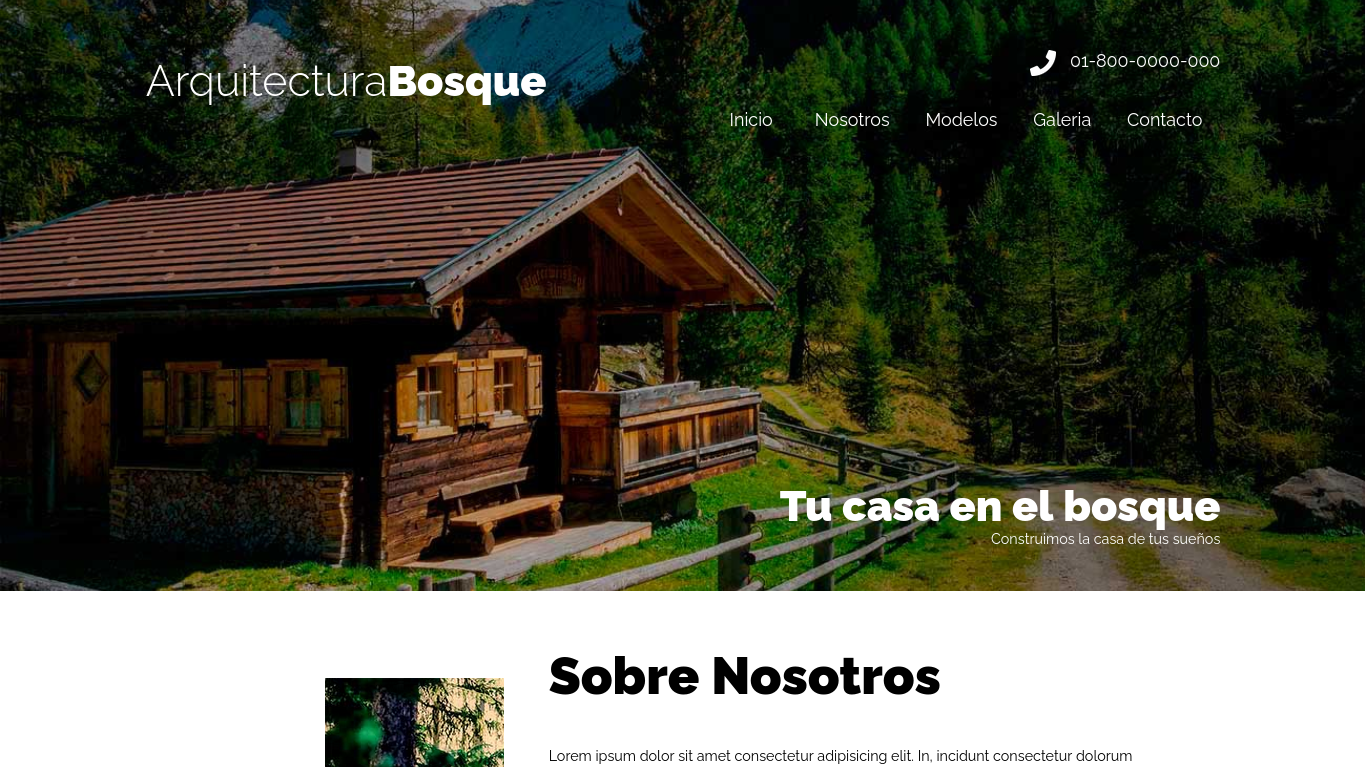 ArquitecturaBosque
01-800-0000-000
Inicio Nosotros Modelos Galeria Contacto
Tu casa en el bosque
Construimos la casa de tus sueños
Sobre Nosotros
Lorem ipsum dolor sit amet consectetur adipisicing elit. In, incidunt consectetur dolorum